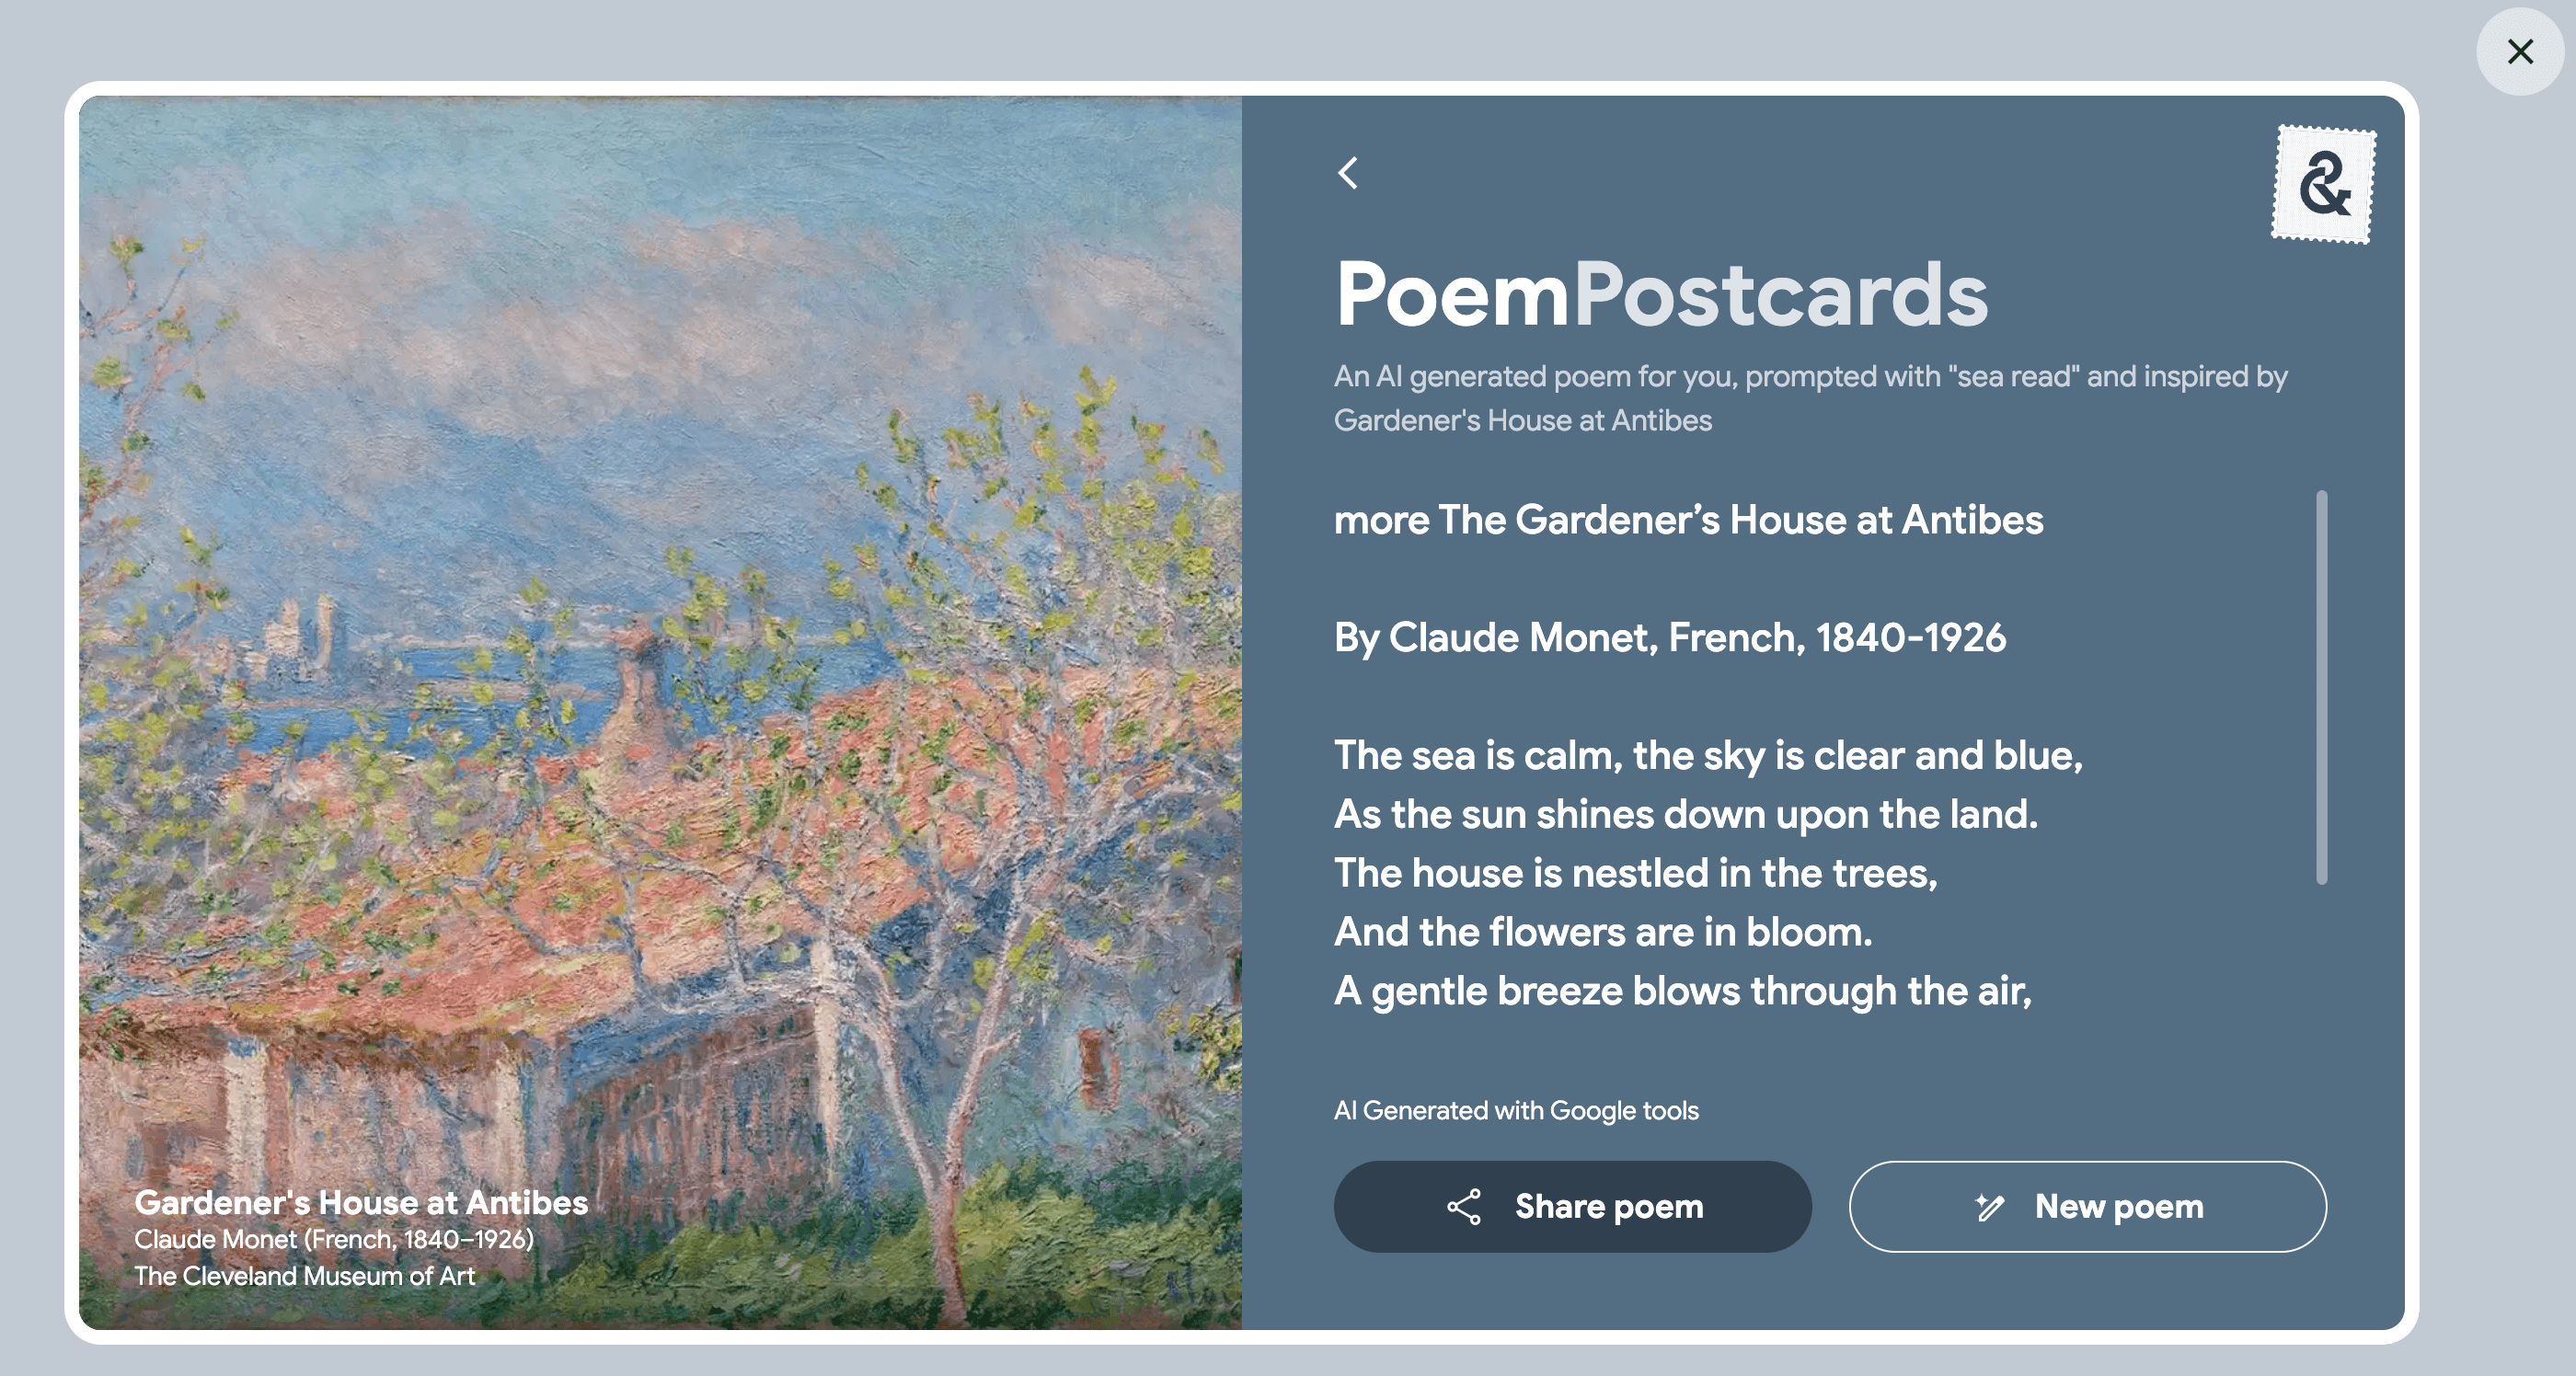 Gardener's House at Antibes
Claude Monet (French, 1840–1926)
The Cleveland Museum of Art
&
PoemPostcards
An AI generated poem for you, prompted with "sea read" and inspired by
Gardener's House at Antibes
more The Gardener’s House at Antibes
By Claude Monet, French, 1840-1926
The sea is calm, the sky is clear and blue,
As the sun shines down upon the land.
The house is nestled in the trees,
And the flowers are in bloom.
A gentle breeze blows through the air,
AI Generated with Google tools
Share poem
New poem